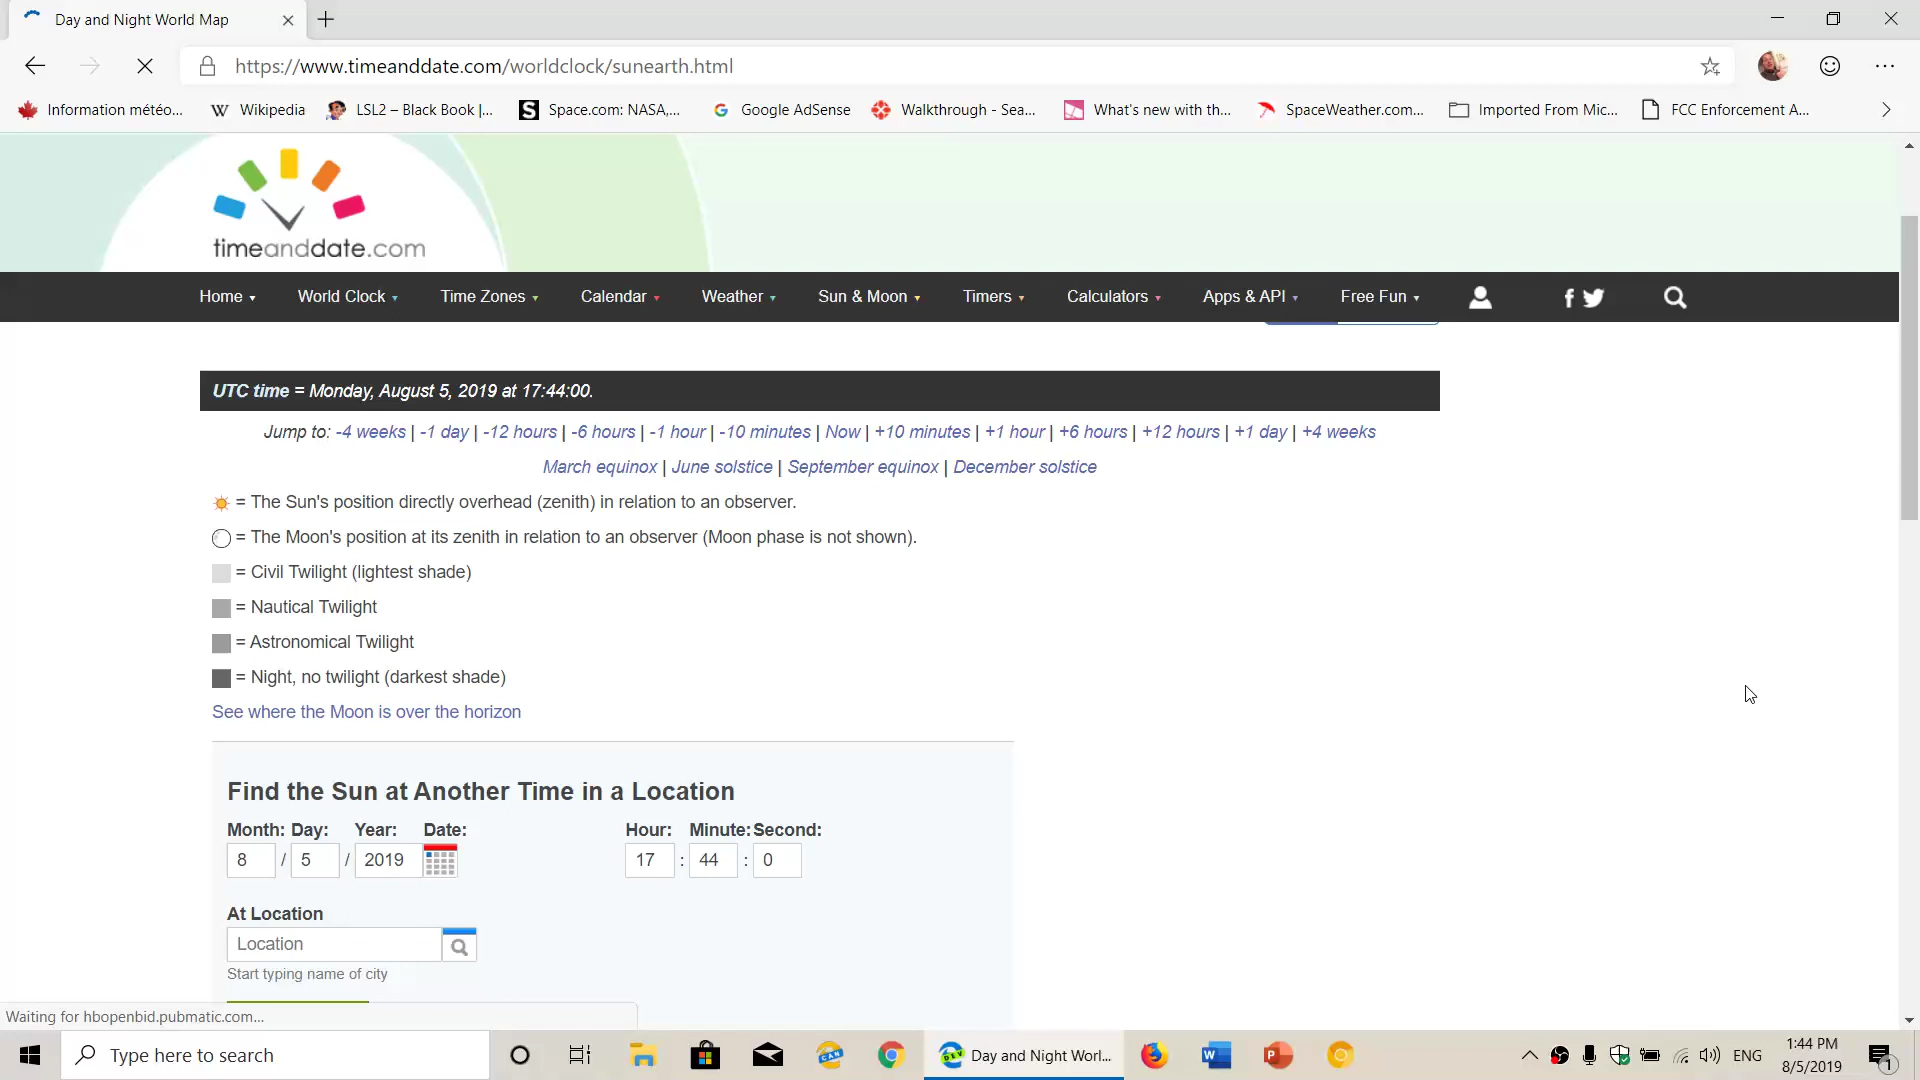 Day and Night World Map
https://www.timeanddate.com/worldclock/sunearth.html
Information météo... Wikipedia LSL2 – Black Book |... Space.com: NASA,... Google AdSense Walkthrough - Sea... What's new with th... SpaceWeather.com... Imported From Mic... FCC Enforcement A...
timeanddate.com
Home World Clock Time Zones Calendar Weather Sun & Moon Timers Calculators Apps & API Free Fun
UTC time = Monday, August 5, 2019 at 17:44:00.
Jump to: -4 weeks | -1 day | -12 hours | -6 hours | -1 hour | -10 minutes | Now | +10 minutes | +1 hour | +6 hours | +12 hours | +1 day | +4 weeks
March equinox | June solstice | September equinox | December solstice
= The Sun's position directly overhead (zenith) in relation to an observer.
= The Moon's position at its zenith in relation to an observer (Moon phase is not shown).
= Civil Twilight (lightest shade)
= Nautical Twilight
= Astronomical Twilight
= Night, no twilight (darkest shade)
See where the Moon is over the horizon
Find the Sun at Another Time in a Location
Month: Day: Year: Date: Hour: Minute: Second:
8 / 5 / 2019 17 : 44 : 0
At Location
Location
Start typing name of city
Waiting for hbopenbid.pubmatic.com...
Type here to search
CAN
DEV
Day and Night Worl...
ENG
1:44 PM
8/5/2019
1